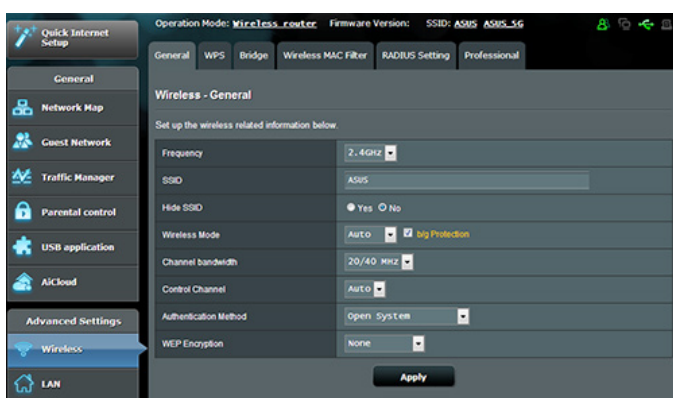 Quick Internet
Setup
Operation Mode: Wireless router Firmware Version: SSID: ASUS ASUS_5G
General WPS Bridge Wireless MAC Filter RADIUS Setting Professional
General
Network Map
Guest Network
Traffic Manager
Parental control
USB application
AiCloud
Advanced Settings
Wireless
LAN
Wireless - General
Set up the wireless related information below.
Frequency 2.4GHz
SSID ASUS
Hide SSID Yes No
Wireless Mode Auto b/g Protection
Channel bandwidth 20/40 MHz
Control Channel Auto
Authentication Method Open System
WEP Encryption None
Apply